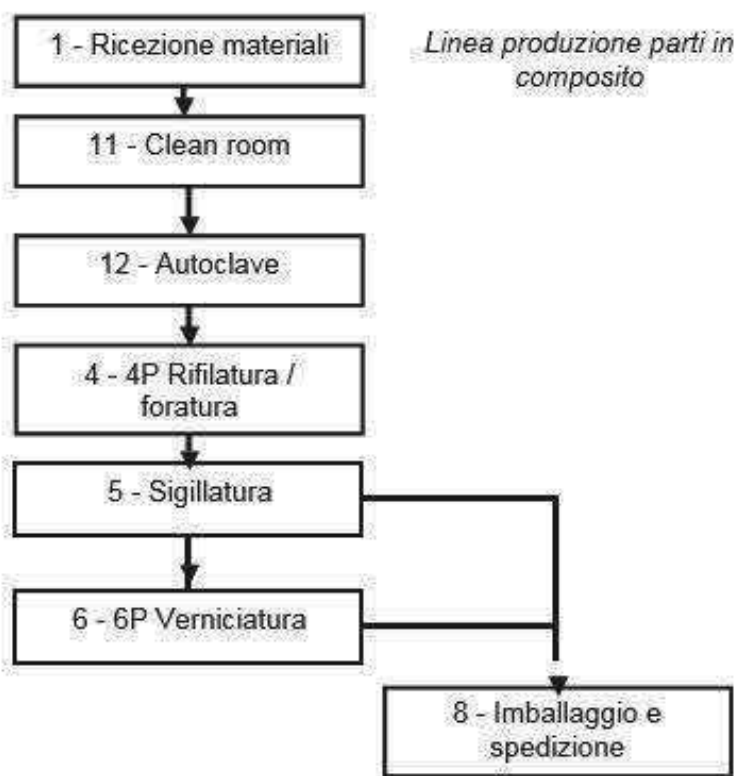 1 - Ricezione materiali
Linea produzione parti in
composito
11 - Clean room
12 - Autoclave
4 - 4P Rifilatura /
foratura
5 - Sigillatura
6 - 6P Verniciatura
8 - Imballaggio e
spedizione